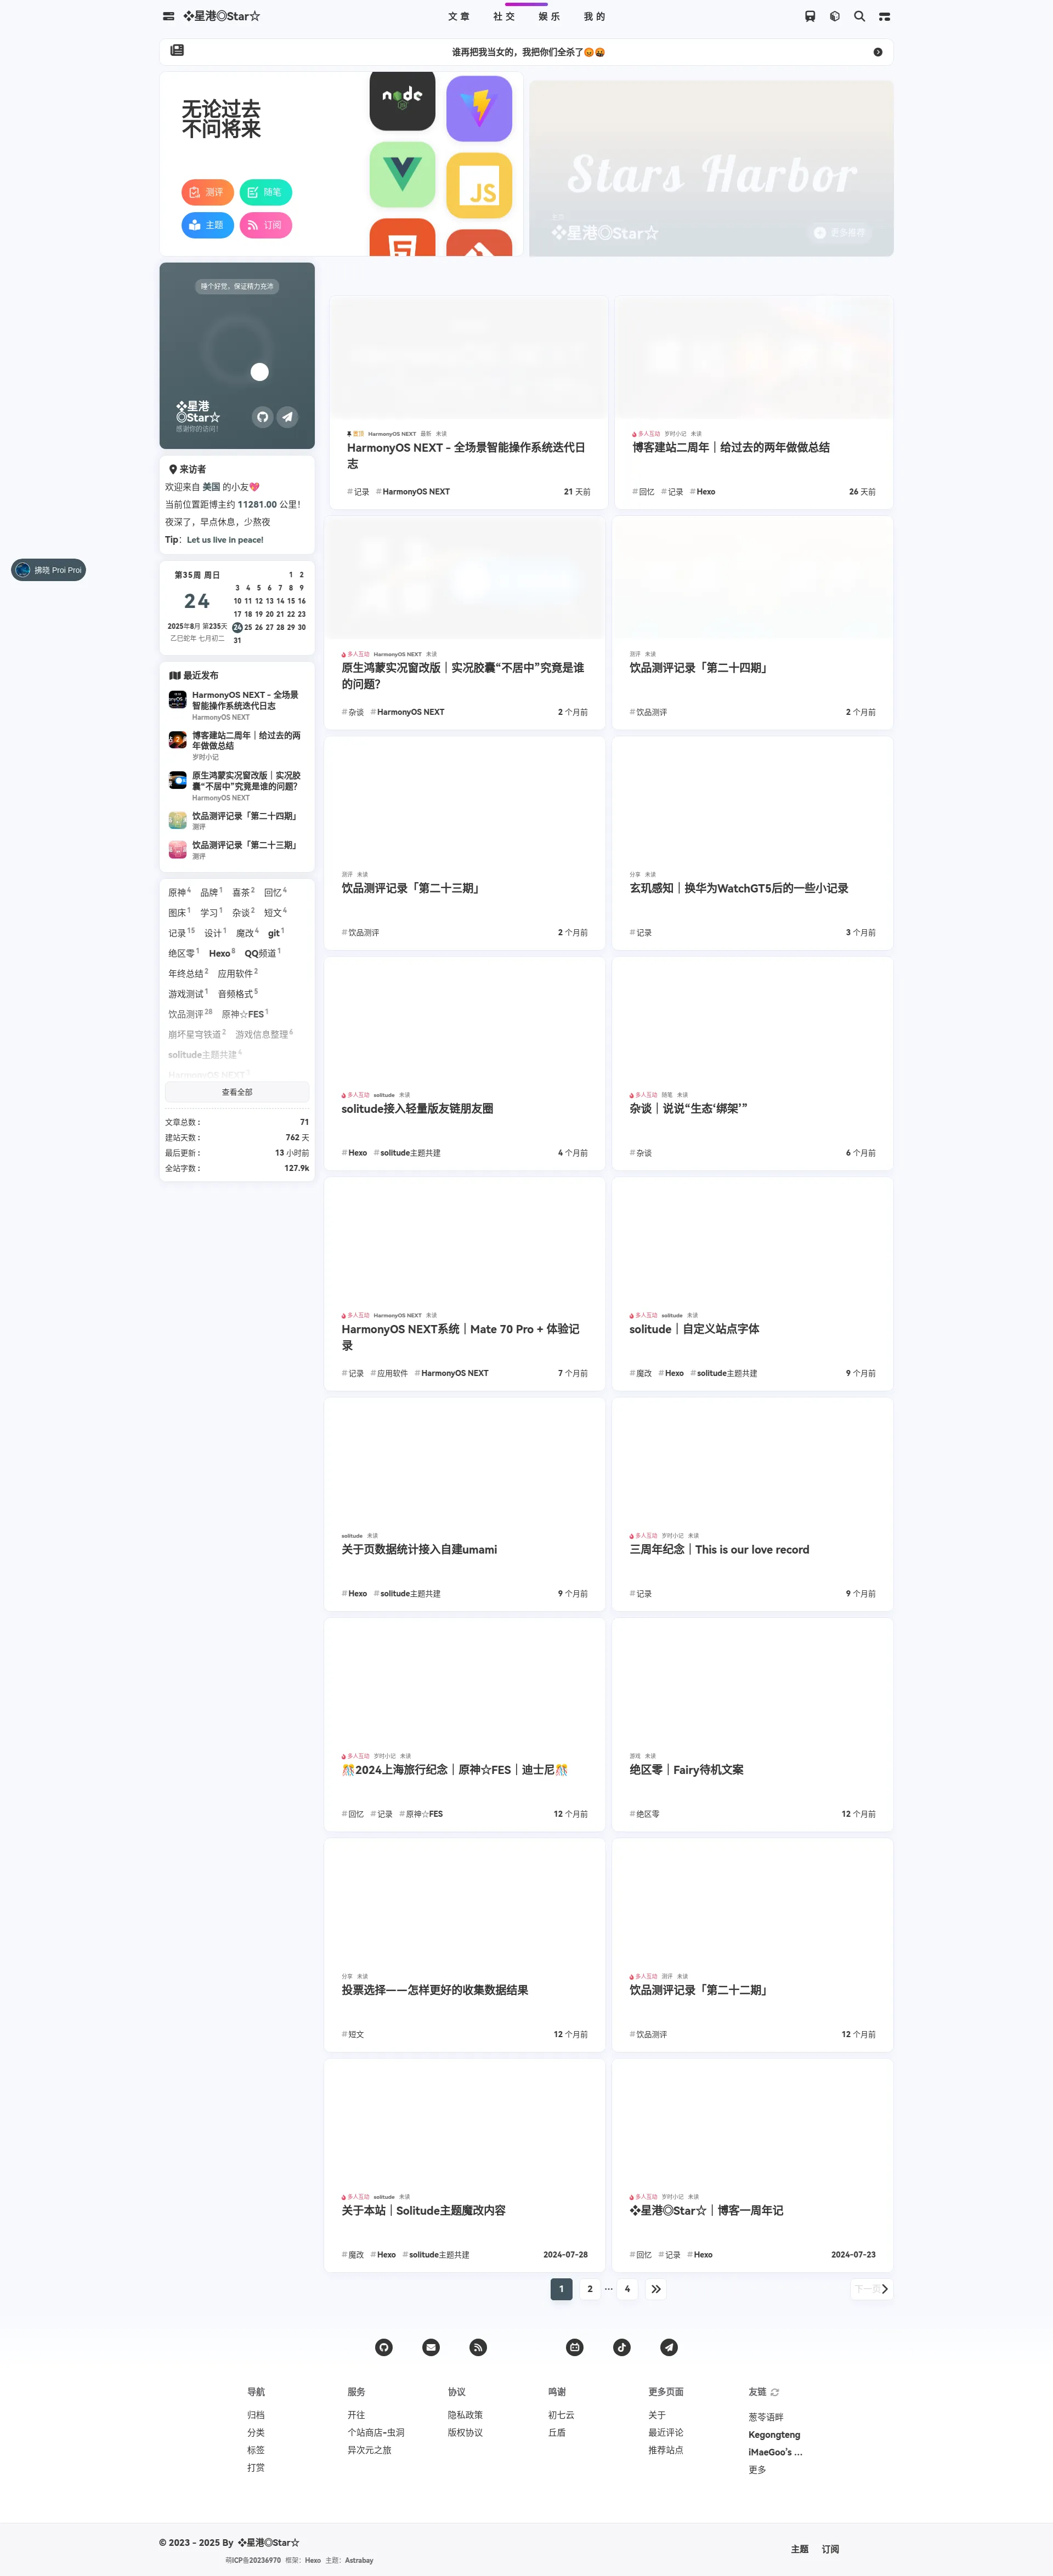 ❖星港◎Star☆
文章 社交 娱乐 我的
谁再把我当女的，我把你们全杀了😡🤬
无论过去
不问将来
测评 随笔
主题 订阅
node
JS
Stars Harbor
❖星港◎Star☆
更多推荐
睡个好觉，保证精力充沛
❖星港
◎Star☆
感谢你的访问！
来访者
欢迎来自 美国 的小友💖
当前位置距博主约 11281.00 公里！
夜深了，早点休息，少熬夜
Tip：Let us live in peace!
拂晓 Proi Proi
第35周 周日
24
2025年8月 第235天
乙巳蛇年 七月初二
1 2
3 4 5 6 7 8 9
10 11 12 13 14 15 16
17 18 19 20 21 22 23
24 25 26 27 28 29 30
31
最近发布
HarmonyOS NEXT - 全场景
智能操作系统迭代日志
HarmonyOS NEXT
博客建站二周年｜给过去的两
年做做总结
岁时小记
原生鸿蒙实况窗改版｜实况胶
囊“不居中”究竟是谁的问题？
HarmonyOS NEXT
饮品测评记录「第二十四期」
测评
饮品测评记录「第二十三期」
测评
原神4 品牌1 喜茶2 回忆4
图床1 学习1 杂谈2 短文4
记录15 设计1 魔改4 git1
绝区零1 Hexo8 QQ频道1
年终总结2 应用软件2
游戏测试1 音频格式5
饮品测评28 原神☆FES1
崩坏星穹铁道2 游戏信息整理6
solitude主题共建4
HarmonyOS NEXT
查看全部
文章总数： 71
建站天数： 762 天
最后更新： 13 小时前
全站字数： 127.9k
置顶 HarmonyOS NEXT 最新 未读
HarmonyOS NEXT - 全场景智能操作系统迭代日
志
#记录 #HarmonyOS NEXT 21 天前
多人互动 岁时小记 未读
博客建站二周年｜给过去的两年做做总结
#回忆 #记录 #Hexo 26 天前
多人互动 HarmonyOS NEXT 未读
原生鸿蒙实况窗改版｜实况胶囊“不居中”究竟是谁
的问题？
#杂谈 #HarmonyOS NEXT 2 个月前
测评 未读
饮品测评记录「第二十四期」
#饮品测评 2 个月前
测评 未读
饮品测评记录「第二十三期」
#饮品测评 2 个月前
分享 未读
玄玑感知｜换华为WatchGT5后的一些小记录
#记录 3 个月前
多人互动 solitude 未读
solitude接入轻量版友链朋友圈
#Hexo #solitude主题共建 4 个月前
多人互动 随笔 未读
杂谈｜说说“生态‘绑架’”
#杂谈 6 个月前
多人互动 HarmonyOS NEXT 未读
HarmonyOS NEXT系统｜Mate 70 Pro + 体验记
录
#记录 #应用软件 #HarmonyOS NEXT 7 个月前
多人互动 solitude 未读
solitude｜自定义站点字体
#魔改 #Hexo #solitude主题共建 9 个月前
solitude 未读
关于页数据统计接入自建umami
#Hexo #solitude主题共建 9 个月前
多人互动 岁时小记 未读
三周年纪念｜This is our love record
#记录 9 个月前
多人互动 岁时小记 未读
🎊2024上海旅行纪念｜原神☆FES｜迪士尼🎊
#回忆 #记录 #原神☆FES 12 个月前
游戏 未读
绝区零｜Fairy待机文案
#绝区零 12 个月前
分享 未读
投票选择——怎样更好的收集数据结果
#短文 12 个月前
多人互动 测评 未读
饮品测评记录「第二十二期」
#饮品测评 12 个月前
多人互动 solitude 未读
关于本站｜Solitude主题魔改内容
#魔改 #Hexo #solitude主题共建 2024-07-28
多人互动 岁时小记 未读
❖星港◎Star☆｜博客一周年记
#回忆 #记录 #Hexo 2024-07-23
1 2 … 4
下一页
导航 服务 协议 鸣谢 更多页面 友链
归档 开往 隐私政策 初七云 关于 葱苓语畔
分类 个站商店-虫洞 版权协议 丘盾 最近评论 Kegongteng
标签 异次元之旅 推荐站点 iMaeGoo's ...
打赏 更多
© 2023 - 2025 By ❖星港◎Star☆
萌ICP备20236970 框架：Hexo 主题：Astrabay
主题 订阅